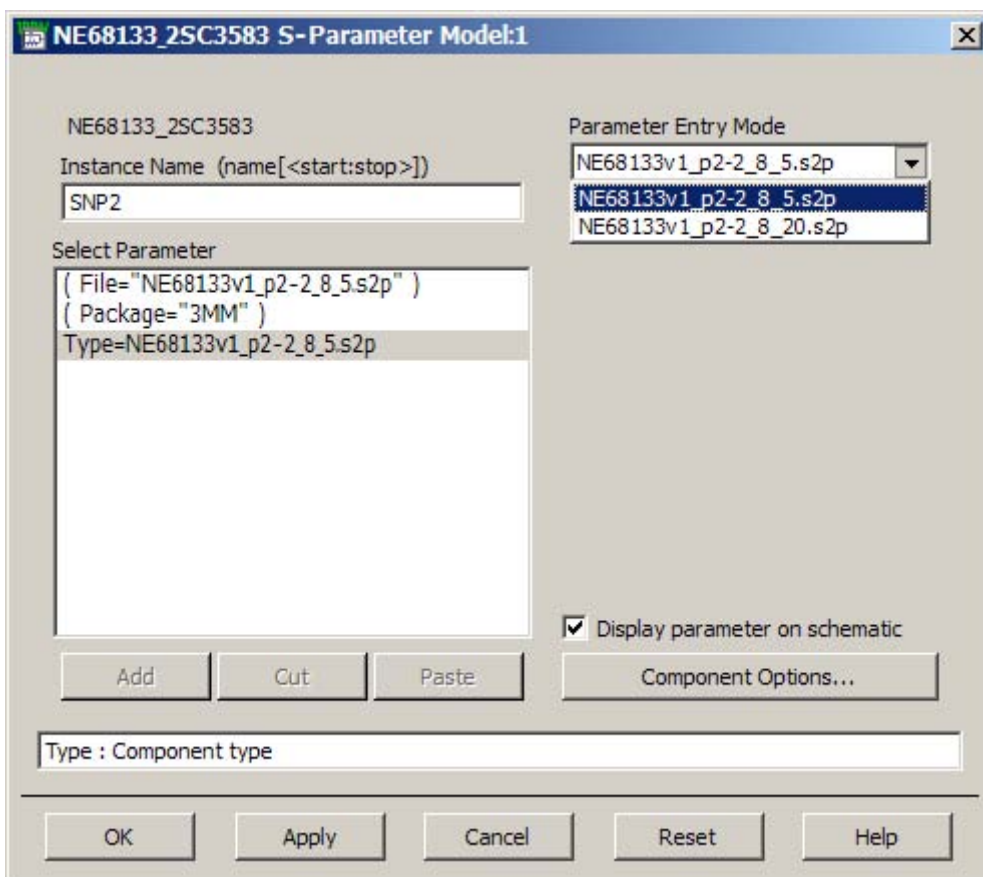 NE68133_2SC3583 S-Parameter Model:1
NE68133_2SC3583
Instance Name (name[<start:stop>])
SNP2
Select Parameter
( File="NE68133v1_p2-2_8_5.s2p" )
( Package="3MM" )
Type=NE68133v1_p2-2_8_5.s2p
Parameter Entry Mode
NE68133v1_p2-2_8_5.s2p
NE68133v1_p2-2_8_5.s2p
NE68133v1_p2-2_8_20.s2p
Display parameter on schematic
Add Cut Paste Component Options...
Type : Component type
OK Apply Cancel Reset Help